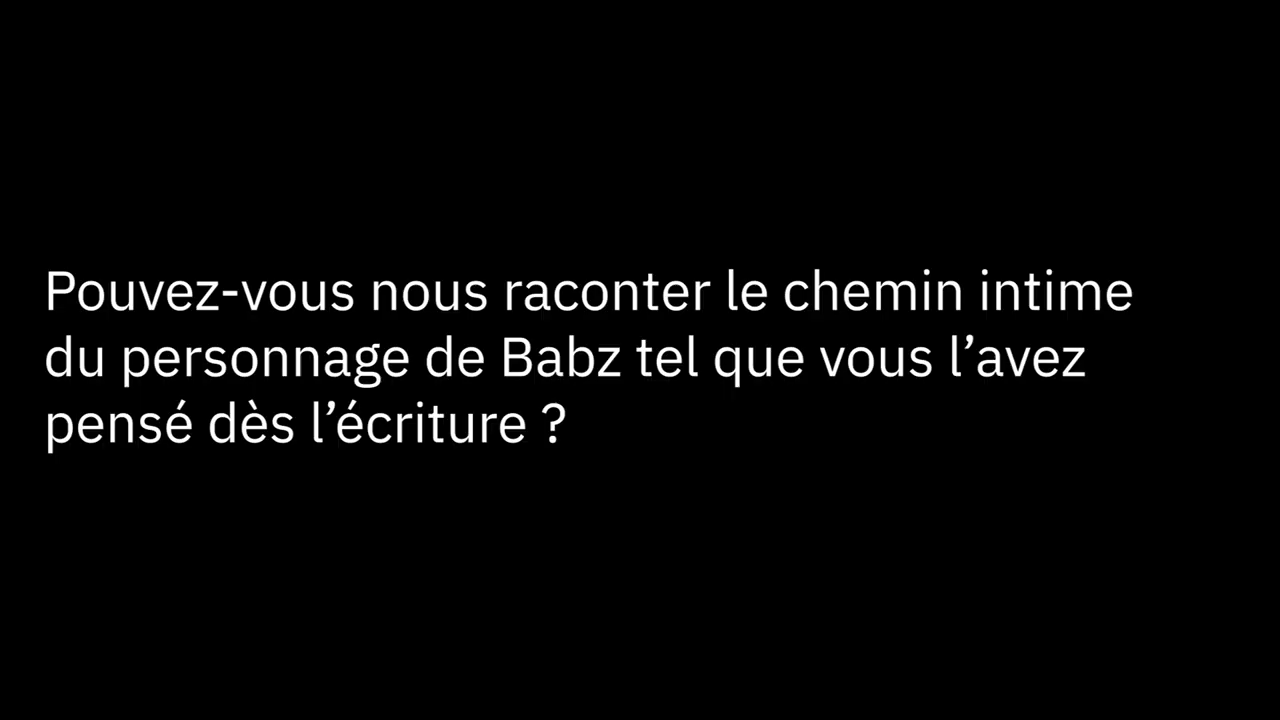 Pouvez-vous nous raconter le chemin intime
du personnage de Babz tel que vous l’avez
pensé dès l’écriture ?